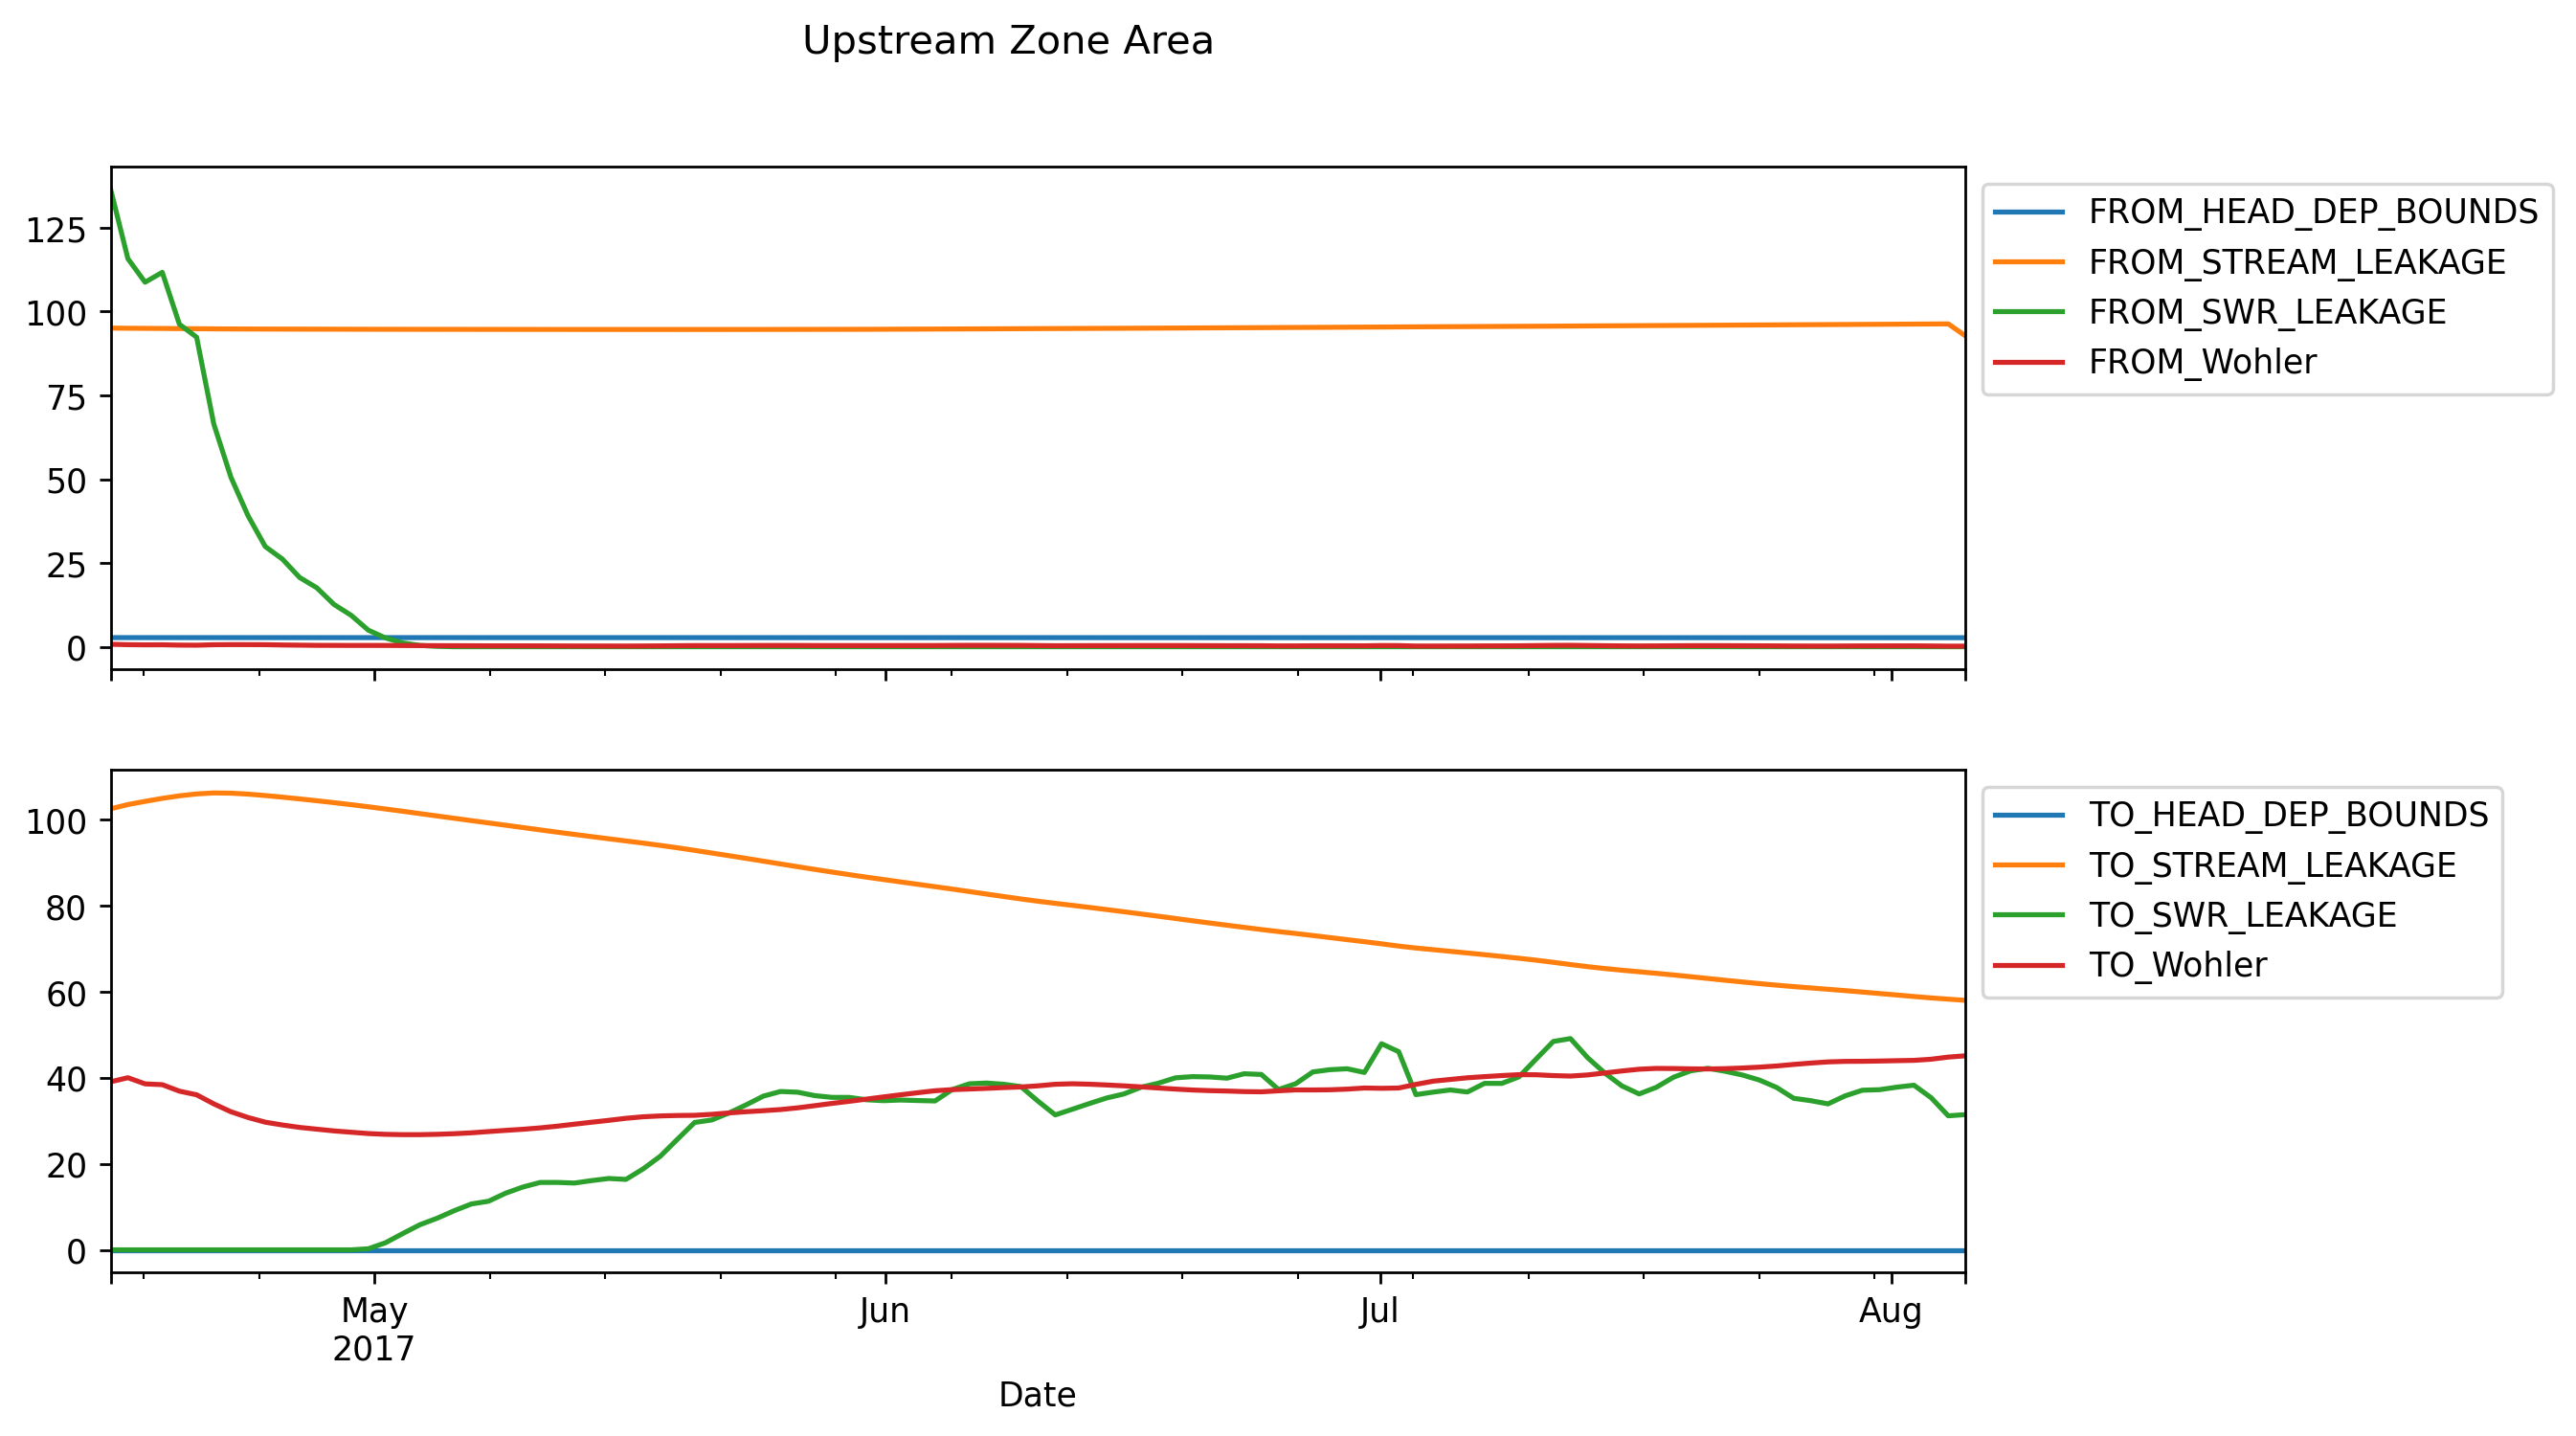 Upstream Zone Area
125
100
75
50
25
0
FROM_HEAD_DEP_BOUNDS
FROM_STREAM_LEAKAGE
FROM_SWR_LEAKAGE
FROM_Wohler
100
80
60
40
20
0
TO_HEAD_DEP_BOUNDS
TO_STREAM_LEAKAGE
TO_SWR_LEAKAGE
TO_Wohler
May
2017
Jun
Jul
Aug
Date